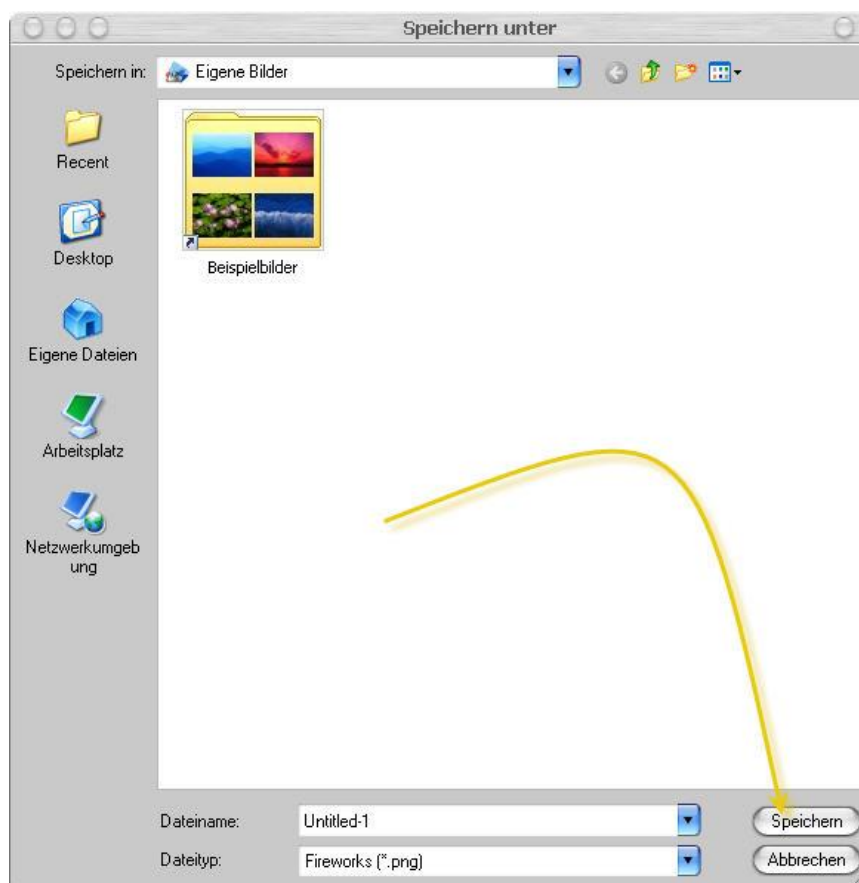 Speichern unter
Speichern in:
Eigene Bilder
Recent
Desktop
Eigene Dateien
Arbeitsplatz
Netzwerkumgeb
ung
Beispielbilder
Dateiname:
Untitled-1
Speichern
Dateityp:
Fireworks (*.png)
Abbrechen